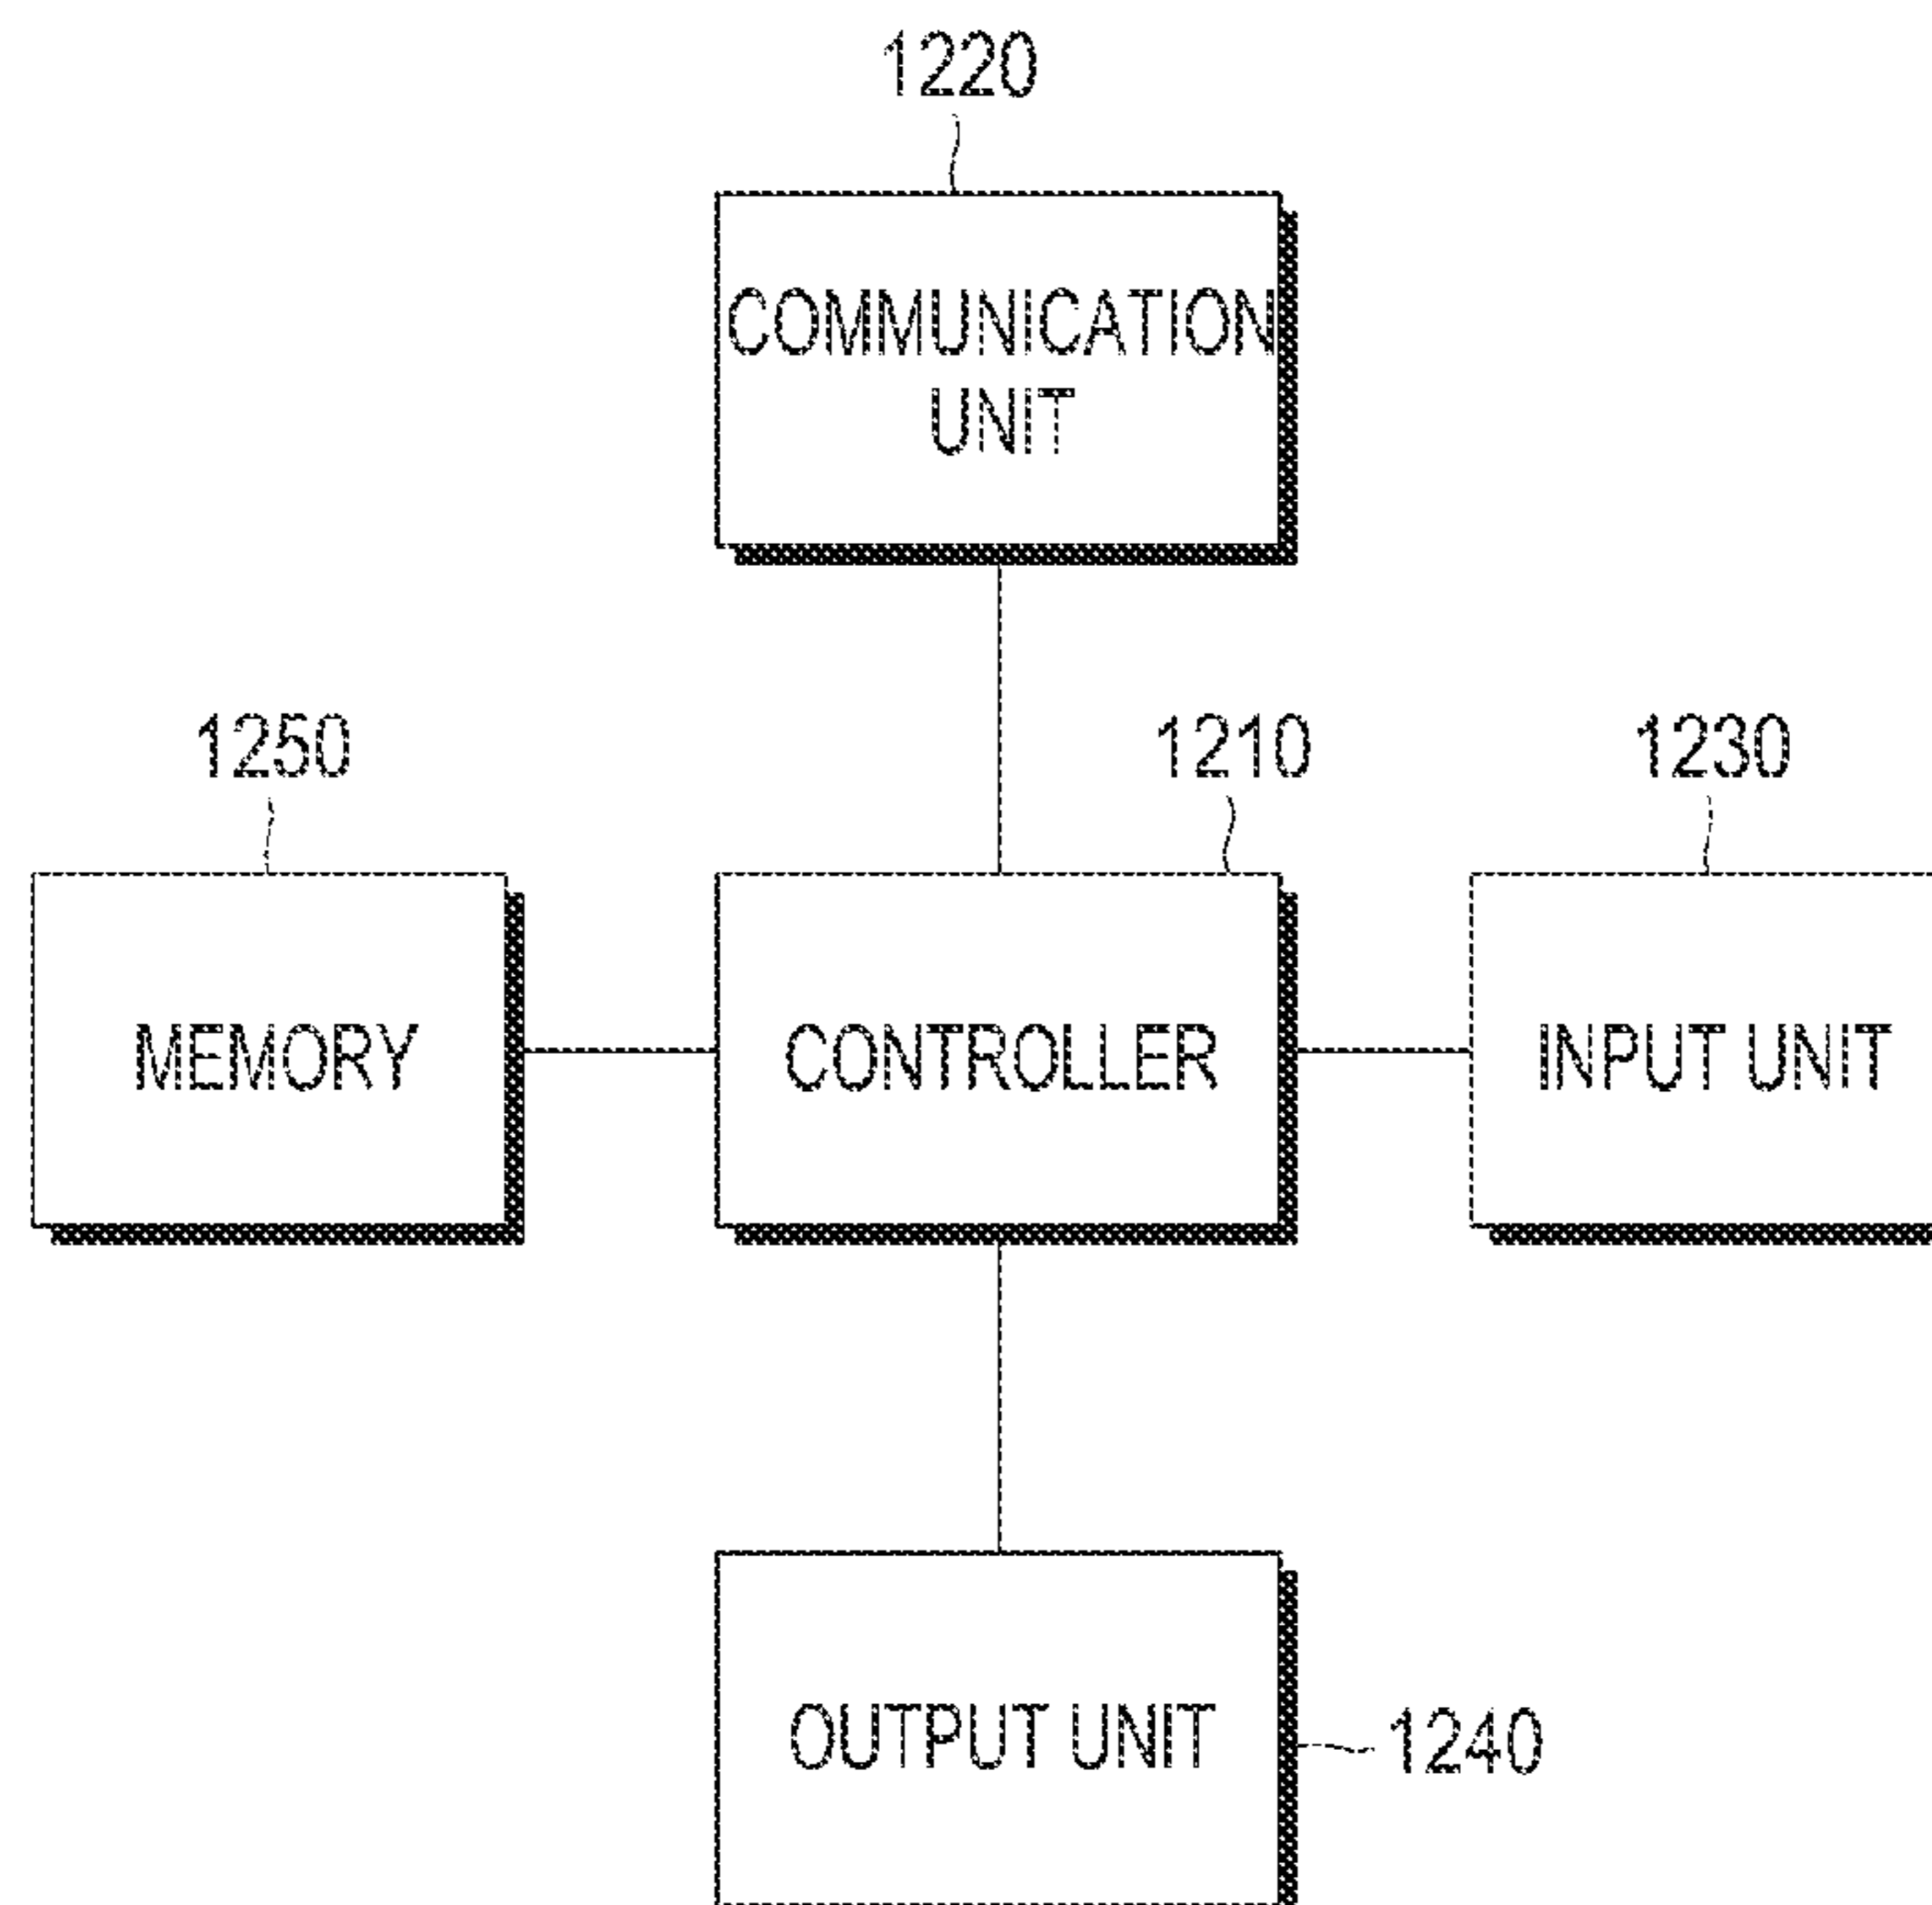 1220
COMMUNICATION
UNIT
1250
1210
1230
MEMORY
CONTROLLER
INPUT UNIT
OUTPUT UNIT
1240